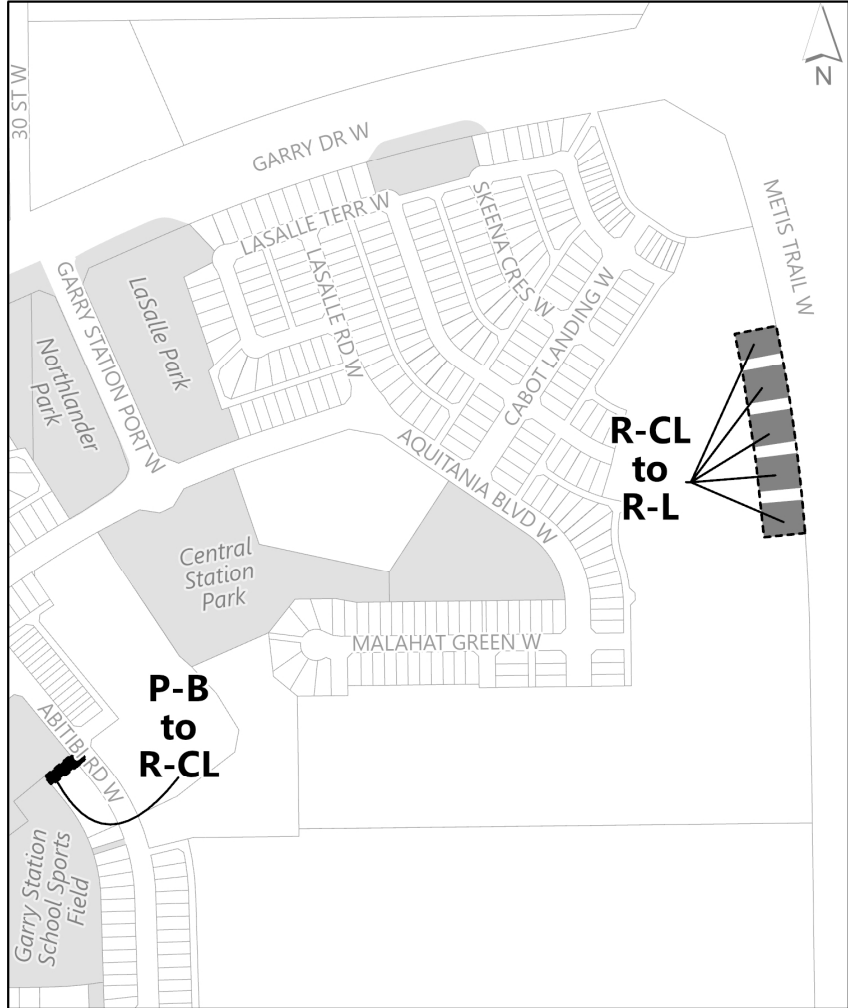 30 ST W
N
GARRY DR W
METIS TRAIL W
LASALLE TERR W
SKEENA CRES W
LASALLE RD W
GARRY STATION PORT W
LaSalle Park
Northlander
Park
CABOT LANDING W
R-CL
to
R-L
AQUITANIA BLVD W
Central
Station
Park
MALAHAT GREEN W
P-B
to
R-CL
ABITIBI RD W
Garry Station
School Sports
Field